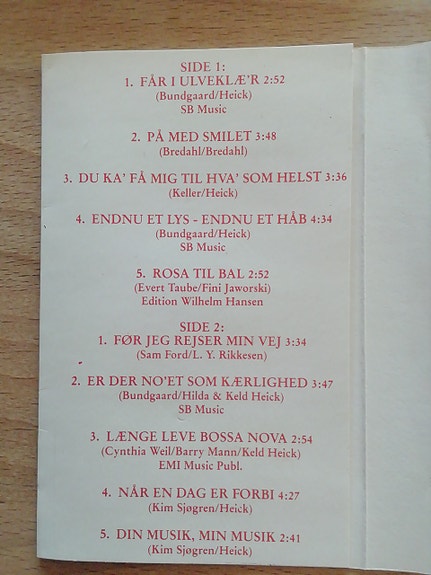 SIDE 1:
1. FÅR I ULVEKLÆ'R 2:52
(Bundgaard/Heick)
SB Music
2. PÅ MED SMILET 3:48
(Bredahl/Bredahl)
3. DU KA' FÅ MIG TIL HVA' SOM HELST 3:36
(Keller/Heick)
4. ENDNU ET LYS - ENDNU ET HÅB 4:34
(Bundgaard/Heick)
SB Music
5. ROSA TIL BAL 2:52
(Evert Taube/Fini Jaworski)
Edition Wilhelm Hansen
SIDE 2:
1. FØR JEG REJSER MIN VEJ 3:34
(Sam Ford/L. Y. Rikkesen)
2. ER DER NO'ET SOM KÆRLIGHED 3:47
(Bundgaard/Hilda & Keld Heick)
SB Music
3. LÆNGE LEVE BOSSA NOVA 2:54
(Cynthia Weil/Barry Mann/Keld Heick)
EMI Music Publ.
4. NÅR EN DAG ER FORBI 4:27
(Kim Sjøgren/Heick)
5. DIN MUSIK, MIN MUSIK 2:41
(Kim Sjøgren/Heick)